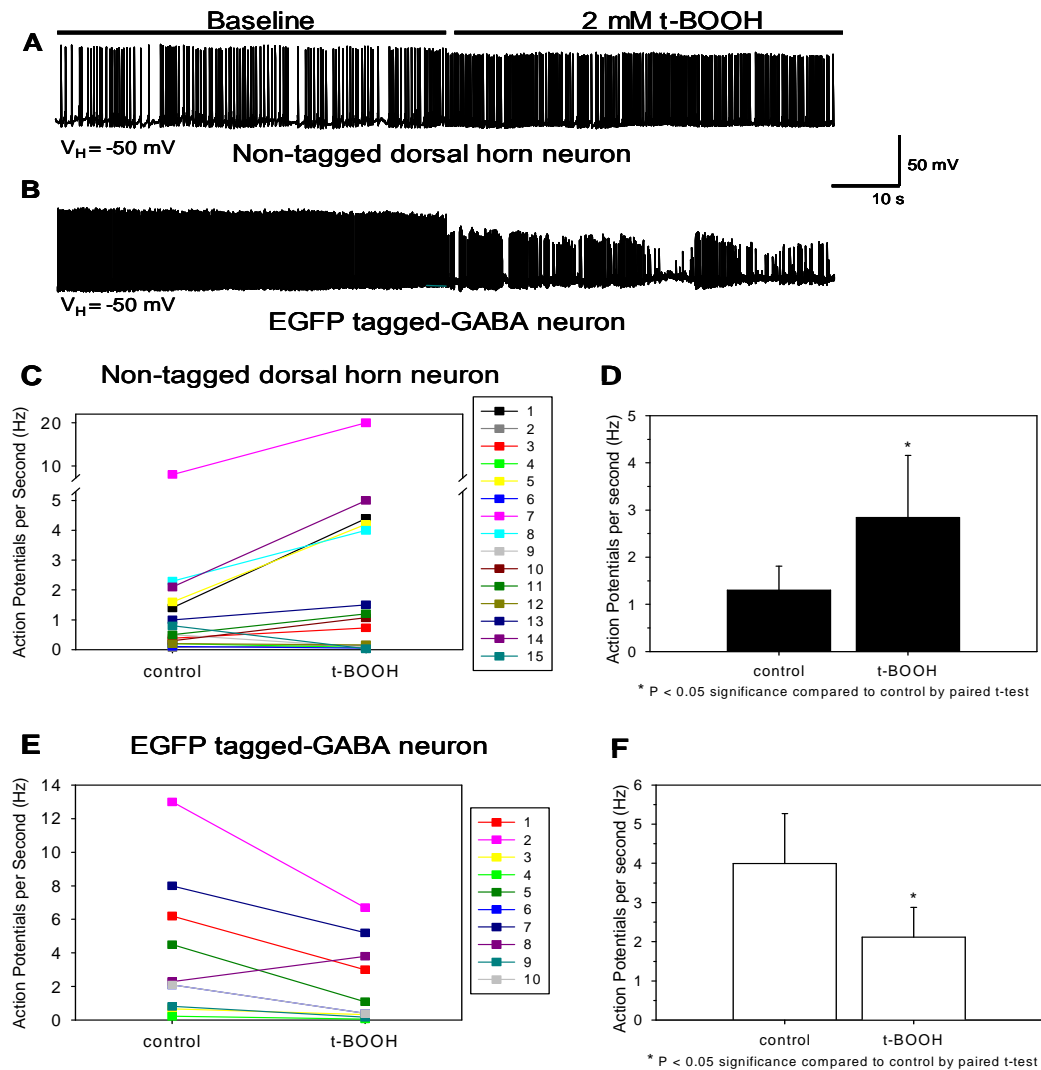 Baseline 2 mM t-BOOH
A
V_H = -50 mV
Non-tagged dorsal horn neuron
50 mV
10 s
B
V_H = -50 mV
EGFP tagged-GABA neuron
C Non-tagged dorsal horn neuron
Action Potentials per Second (Hz)
20
10
5
4
3
2
1
0
control t-BOOH
1
2
3
4
5
6
7
8
9
10
11
12
13
14
15
D
Action Potentials per second (Hz)
5
4
3
2
1
0
*
control t-BOOH
* P < 0.05 significance compared to control by paired t-test
E EGFP tagged-GABA neuron
Action Potentials per Second (Hz)
14
12
10
8
6
4
2
0
control t-BOOH
1
2
3
4
5
6
7
8
9
10
F
Action Potentials per second (Hz)
6
5
4
3
2
1
0
*
control t-BOOH
* P < 0.05 significance compared to control by paired t-test